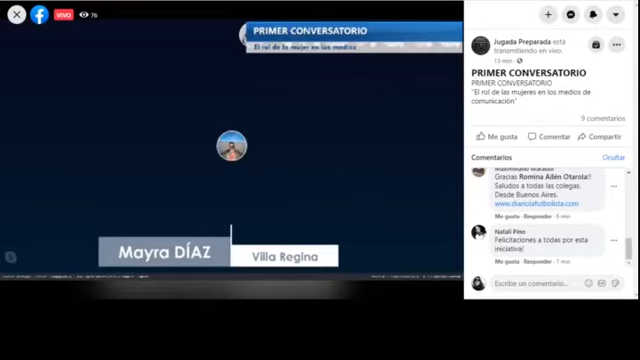 VIVO
76
PRIMER CONVERSATORIO
El rol de la mujer en los medios
Mayra DÍAZ
Villa Regina
Jugada Preparada está
transmitiendo en vivo.
13 min
PRIMER CONVERSATORIO
PRIMER CONVERSATORIO
"El rol de las mujeres en los medios de
comunicación"
9 comentarios
Me gusta
Comentar
Compartir
Comentarios
Ocultar
Gracias Romina Ailén Otarola!!
Saludos a todas las colegas.
Desde Buenos Aires.
www.diariolafutbolista.com
Me gusta · Responder · 6 min
Natali Pino
Felicitaciones a todas por esta
iniciativa!
Me gusta · Responder · 1 min
Escribe un comentario...